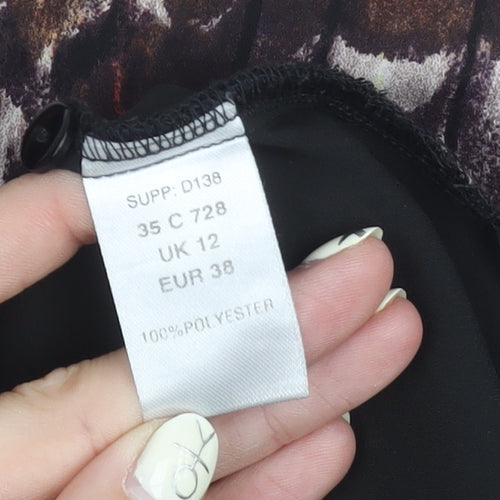 SUPP: D138
35 C 728
UK 12
EUR 38
100%POLYESTER